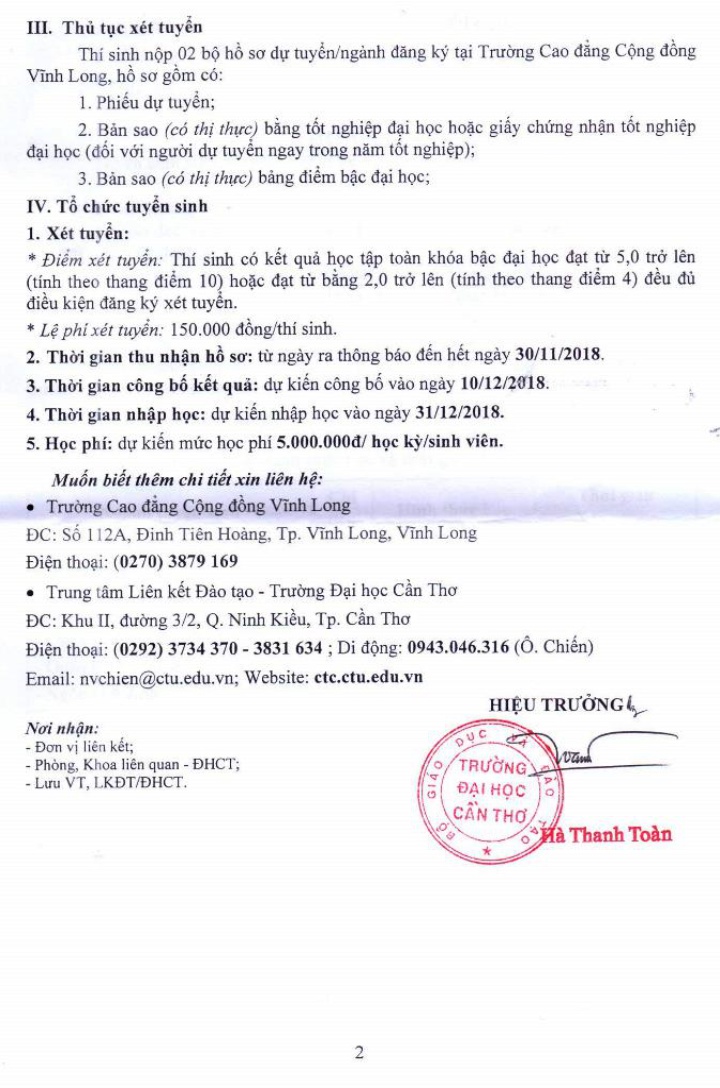 III. Thủ tục xét tuyển
Thí sinh nộp 02 bộ hồ sơ dự tuyển/ngành đăng ký tại Trường Cao đẳng Cộng đồng
Vĩnh Long, hồ sơ gồm có:
1. Phiếu dự tuyển;
2. Bản sao (có thị thực) bằng tốt nghiệp đại học hoặc giấy chứng nhận tốt nghiệp
đại học (đối với người dự tuyển ngay trong năm tốt nghiệp);
3. Bản sao (có thị thực) bảng điểm bậc đại học;
IV. Tổ chức tuyển sinh
1. Xét tuyển:
* Điểm xét tuyển: Thí sinh có kết quả học tập toàn khóa bậc đại học đạt từ 5,0 trở lên
(tính theo thang điểm 10) hoặc đạt từ bằng 2,0 trở lên (tính theo thang điểm 4) đều đủ
điều kiện đăng ký xét tuyển.
* Lệ phí xét tuyển: 150.000 đồng/thí sinh.
2. Thời gian thu nhận hồ sơ: từ ngày ra thông báo đến hết ngày 30/11/2018.
3. Thời gian công bố kết quả: dự kiến công bố vào ngày 10/12/2018.
4. Thời gian nhập học: dự kiến nhập học vào ngày 31/12/2018.
5. Học phí: dự kiến mức học phí 5.000.000đ/ học kỳ/sinh viên.
Muốn biết thêm chi tiết xin liên hệ:
• Trường Cao đẳng Cộng đồng Vĩnh Long
ĐC: Số 112A, Đinh Tiên Hoàng, Tp. Vĩnh Long, Vĩnh Long
Điện thoại: (0270) 3879 169
• Trung tâm Liên kết Đào tạo - Trường Đại học Cần Thơ
ĐC: Khu II, đường 3/2, Q. Ninh Kiều, Tp. Cần Thơ
Điện thoại: (0292) 3734 370 - 3831 634 ; Di động: 0943.046.316 (Ô. Chiến)
Email: nvchien@ctu.edu.vn; Website: ctc.ctu.edu.vn
HIỆU TRƯỞNG
Nơi nhận:
- Đơn vị liên kết;
- Phòng, Khoa liên quan - ĐHCT;
- Lưu VT, LKĐT/ĐHCT.
BỘ GIÁO DỤC VÀ ĐÀO TẠO
TRƯỜNG
ĐẠI HỌC
CẦN THƠ
Hà Thanh Toàn
2